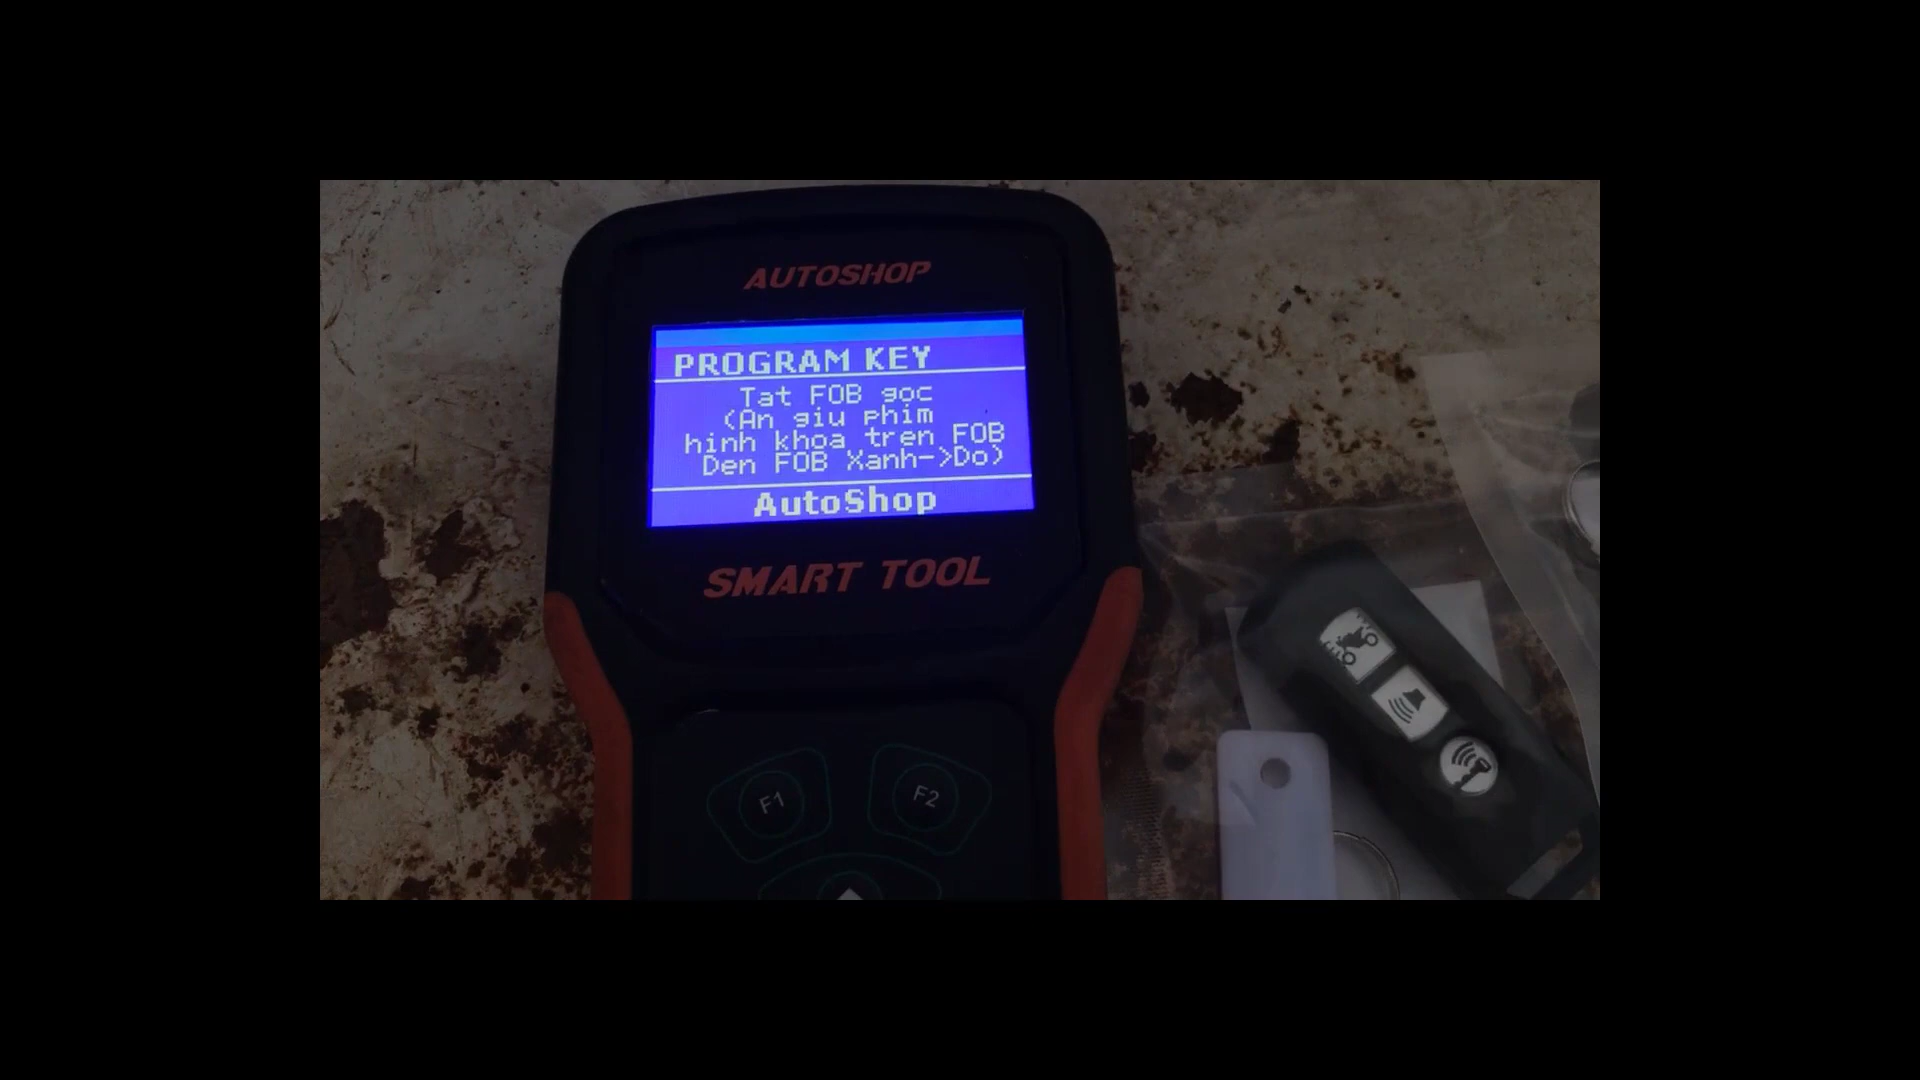 AUTOSHOP
PROGRAM KEY
Tat FOB goc
(An giu phim
hinh khoa tren FOB
Den FOB Xanh->Do)
AutoShop
SMART TOOL
F1
F2